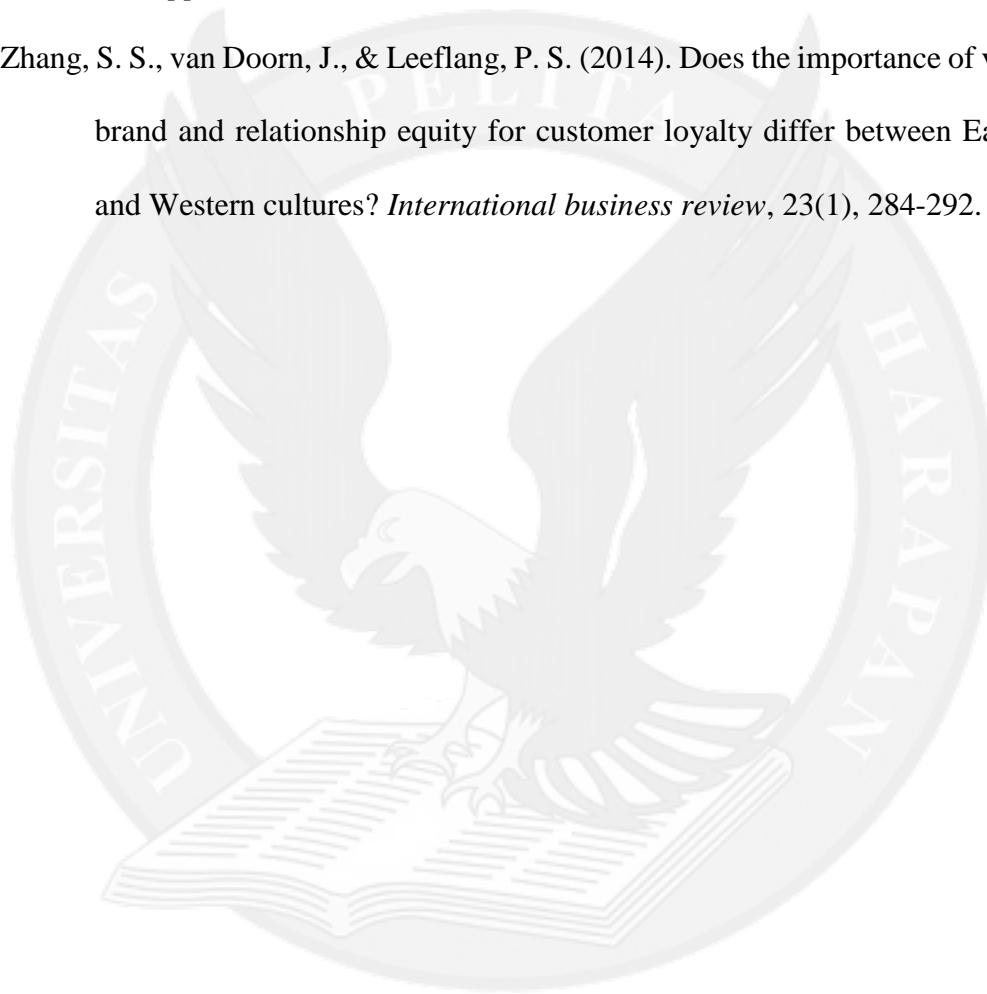 Zhang, S. S., van Doorn, J., & Leeflang, P. S. (2014). Does the importance of
brand and relationship equity for customer loyalty differ between
and Western cultures? International business review, 23(1), 284-292.
PELITA
HARAPAN
UNIVERSITAS